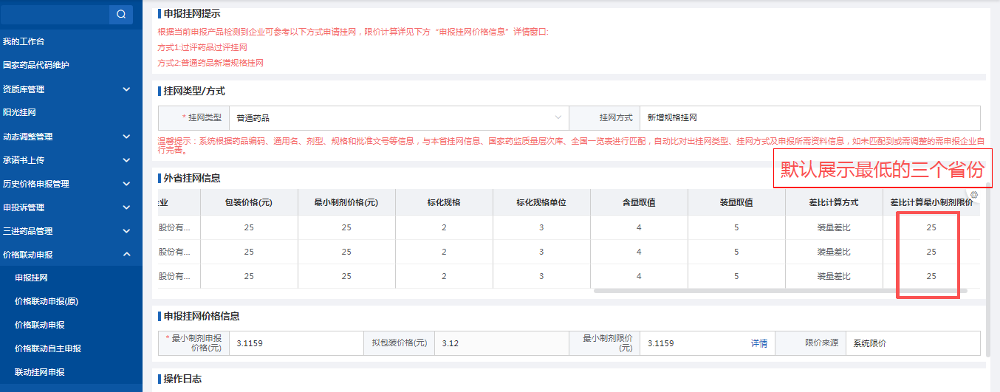 我的工作台
国家药品代码维护
资质库管理
阳光挂网
动态调整管理
承诺书上传
历史价格申报管理
申投诉管理
三进药品管理
价格联动申报
申报挂网
价格联动申报(原)
价格联动申报
价格联动自主申报
联动挂网申报
申报挂网提示
根据当前申报产品检测到企业可参考以下方式申请挂网，限价计算详见下方“申报挂网价格信息”详情窗口:
方式1:过评药品过评挂网
方式2:普通药品新增规格挂网
挂网类型/方式
* 挂网类型 普通药品 挂网方式 新增规格挂网
温馨提示：系统根据药品编码、通用名、剂型、规格和批准文号等信息，与本省挂网信息、国家药监质量层次库、全国一览表进行匹配，自动比对出挂网类型、挂网方式及申报所需资料信息，如未匹配到或需调整的需申报企业自
行完善。
默认展示最低的三个省份
外省挂网信息
业 包装价格(元) 最小制剂价格(元) 标化规格 标化规格单位 含量取值 装量取值 差比计算方式 差比计算最小制剂限价
股份有... 25 25 2 3 4 5 装量差比 25
股份有... 25 25 2 3 4 5 装量差比 25
股份有... 25 25 2 3 4 5 装量差比 25
申报挂网价格信息
* 最小制剂申报
价格(元) 3.1159 拟包装价格(元) 3.12 最小制剂限价
(元) 3.1159 详情 限价来源 系统限价
操作日志